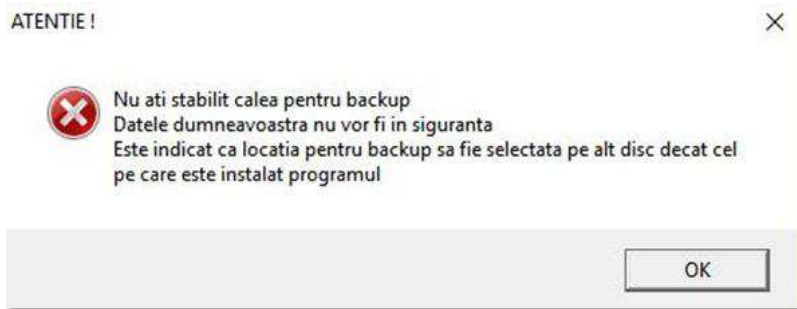 ATENTIE !
Nu ati stabilit calea pentru backup
Datele dumneavoastra nu vor fi in siguranta
Este indicat ca locatia pentru backup sa fie selectata pe alt disc decat cel
pe care este instalat programul
OK